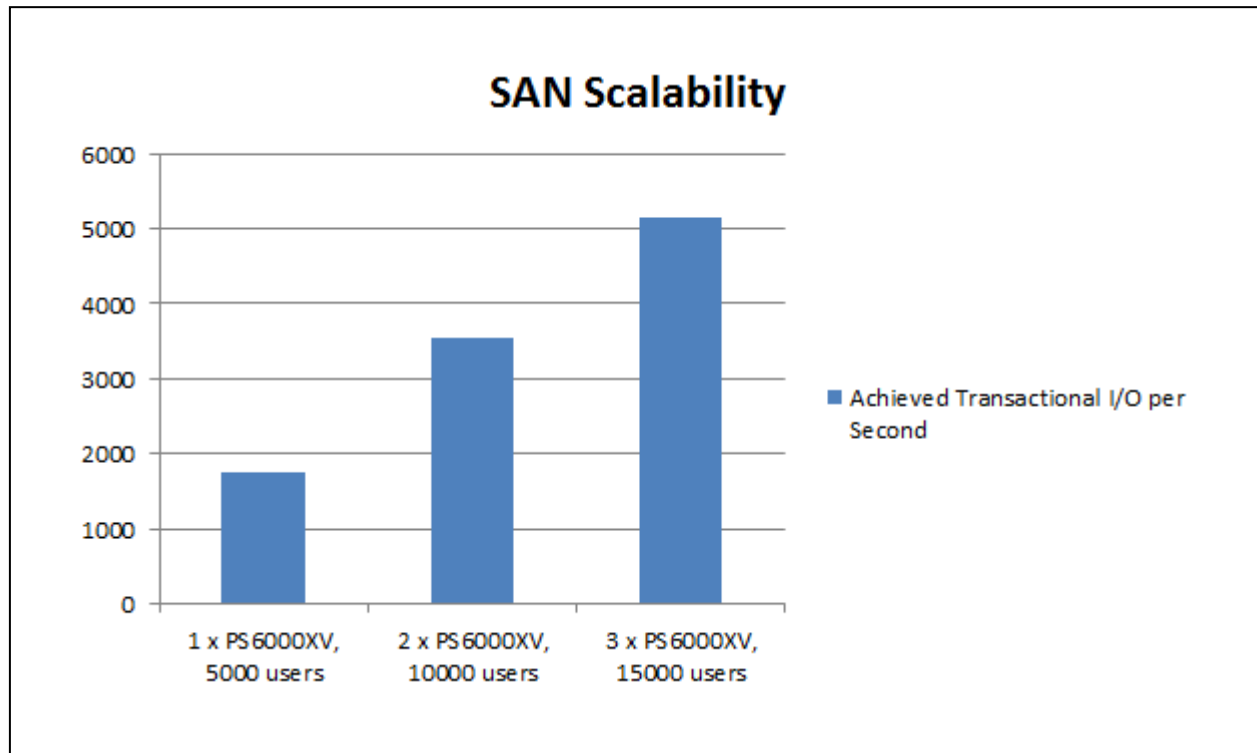 SAN Scalability
6000
5000
4000
3000
2000
1000
0
1 x PS6000XV,
5000 users
2 x PS6000XV,
10000 users
3 x PS6000XV,
15000 users
Achieved Transactional I/O per
Second